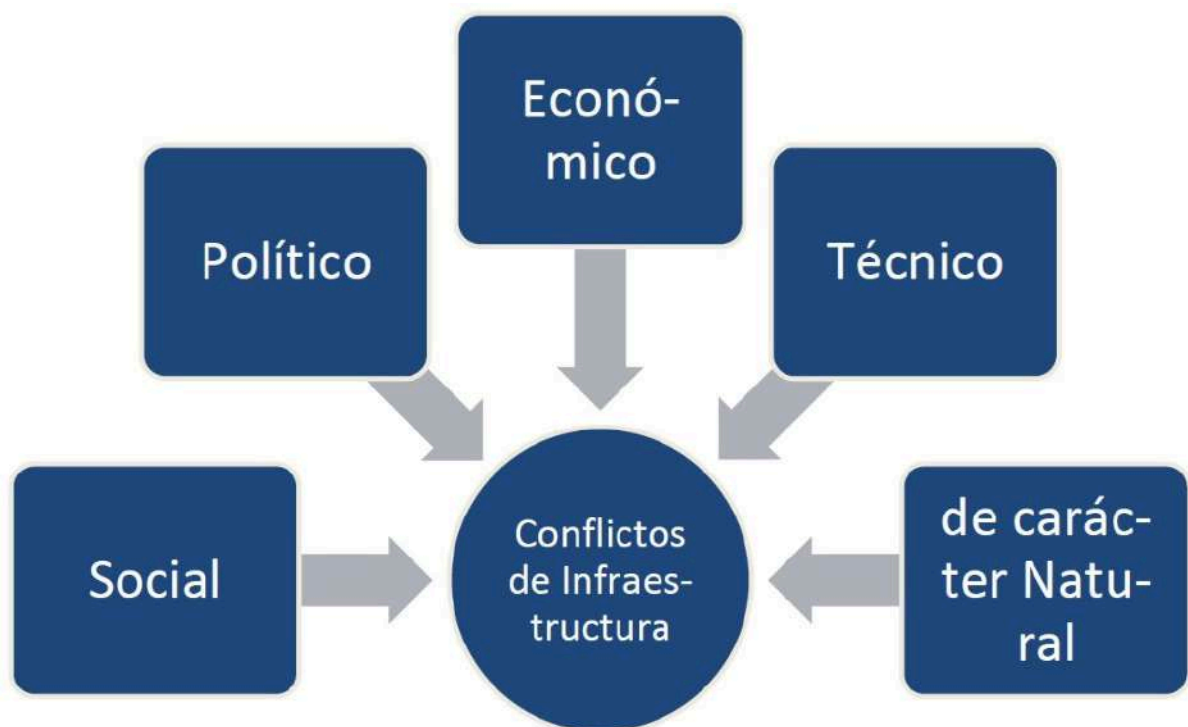 Econó-
mico
Político
Técnico
Social
Conflictos
de Infraes-
tructura
de carác-
ter Natu-
ral